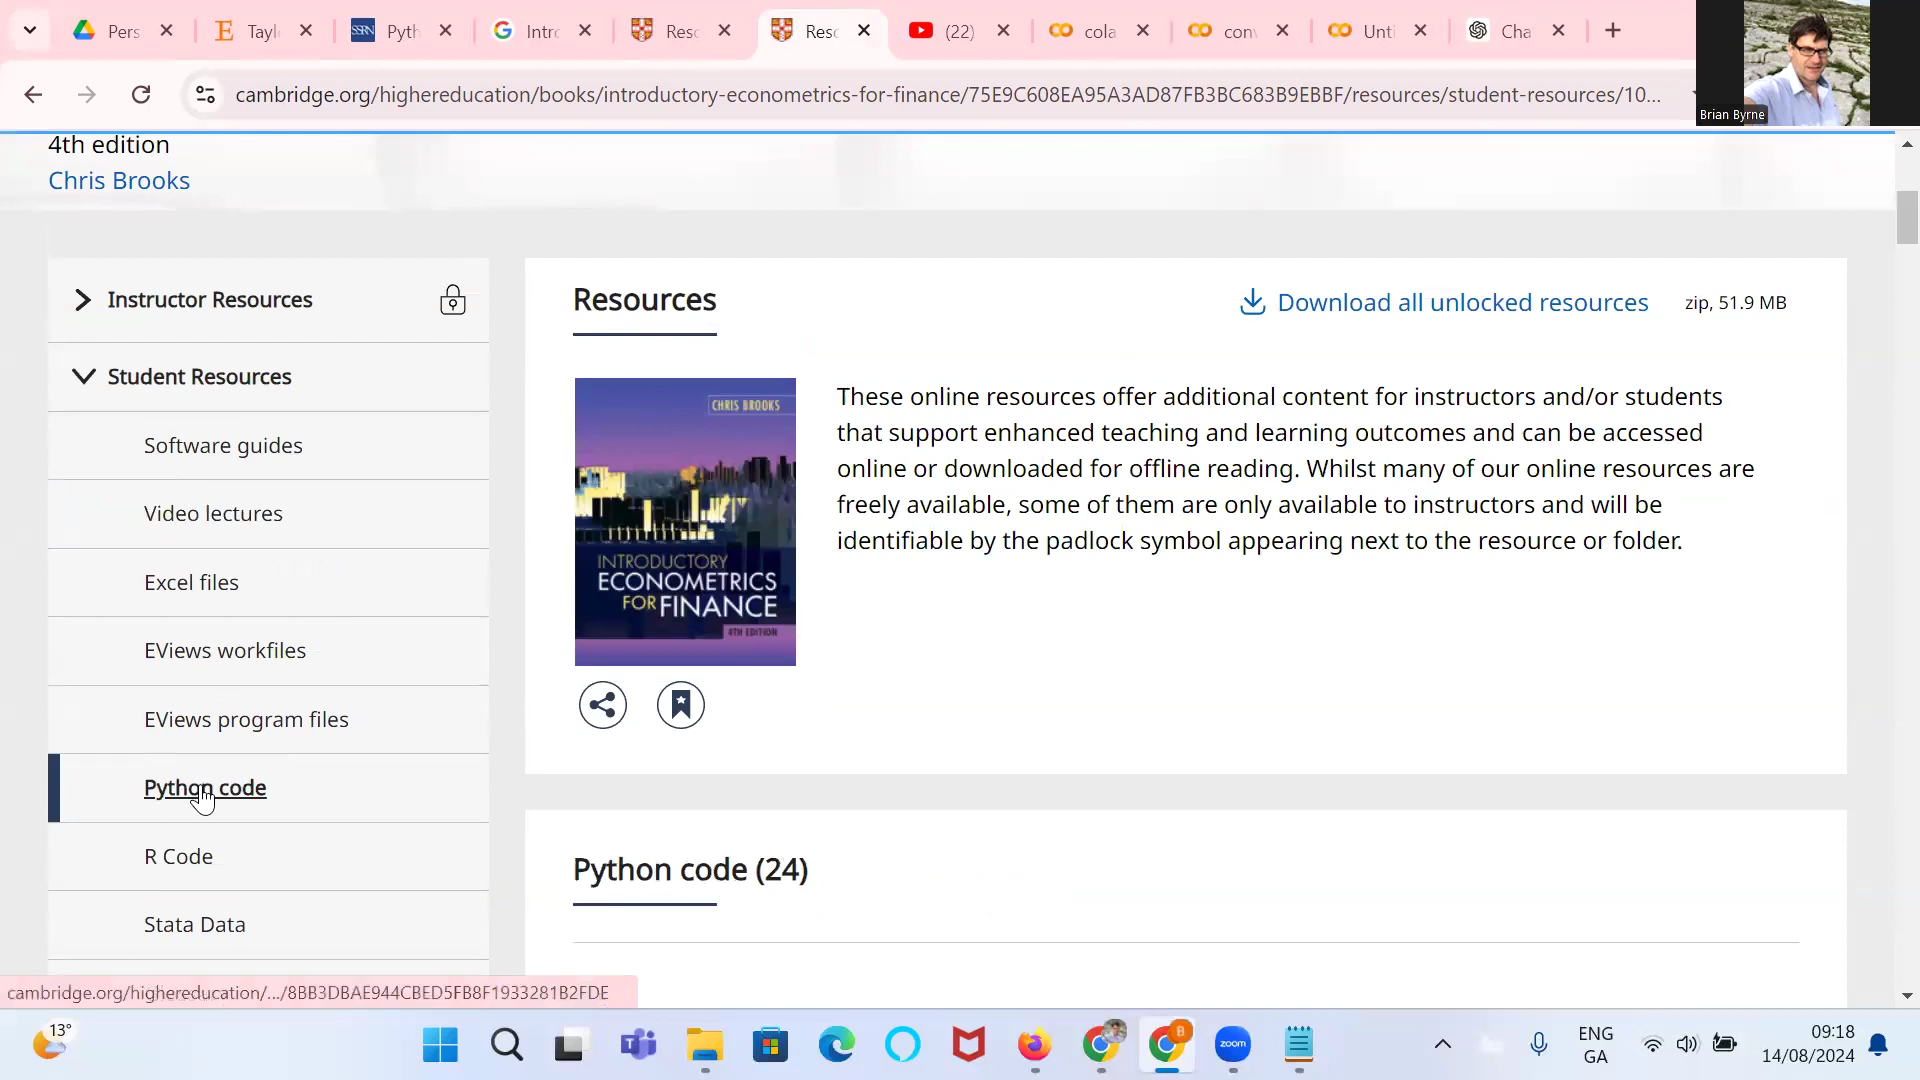 Pers
Tayl
SSRN
Pyth
Intro
Reso
Reso
(22)
cola
conv
Unti
Cha
cambridge.org/highereducation/books/introductory-econometrics-for-finance/75E9C608EA95A3AD87FB3BC683B9EBBF/resources/student-resources/10...
Brian Byrne
4th edition
Chris Brooks
Instructor Resources
Student Resources
Software guides
Video lectures
Excel files
EViews workfiles
EViews program files
Python code
R Code
Stata Data
Resources
Download all unlocked resources
zip, 51.9 MB
CHRIS BROOKS
INTRODUCTORY
ECONOMETRICS
FOR FINANCE
4TH EDITION
These online resources offer additional content for instructors and/or students
that support enhanced teaching and learning outcomes and can be accessed
online or downloaded for offline reading. Whilst many of our online resources are
freely available, some of them are only available to instructors and will be
identifiable by the padlock symbol appearing next to the resource or folder.
Python code (24)
cambridge.org/highereducation/.../8BB3DBAE944CBED5FB8F1933281B2FDE
13°
B
zoom
ENG
GA
09:18
14/08/2024